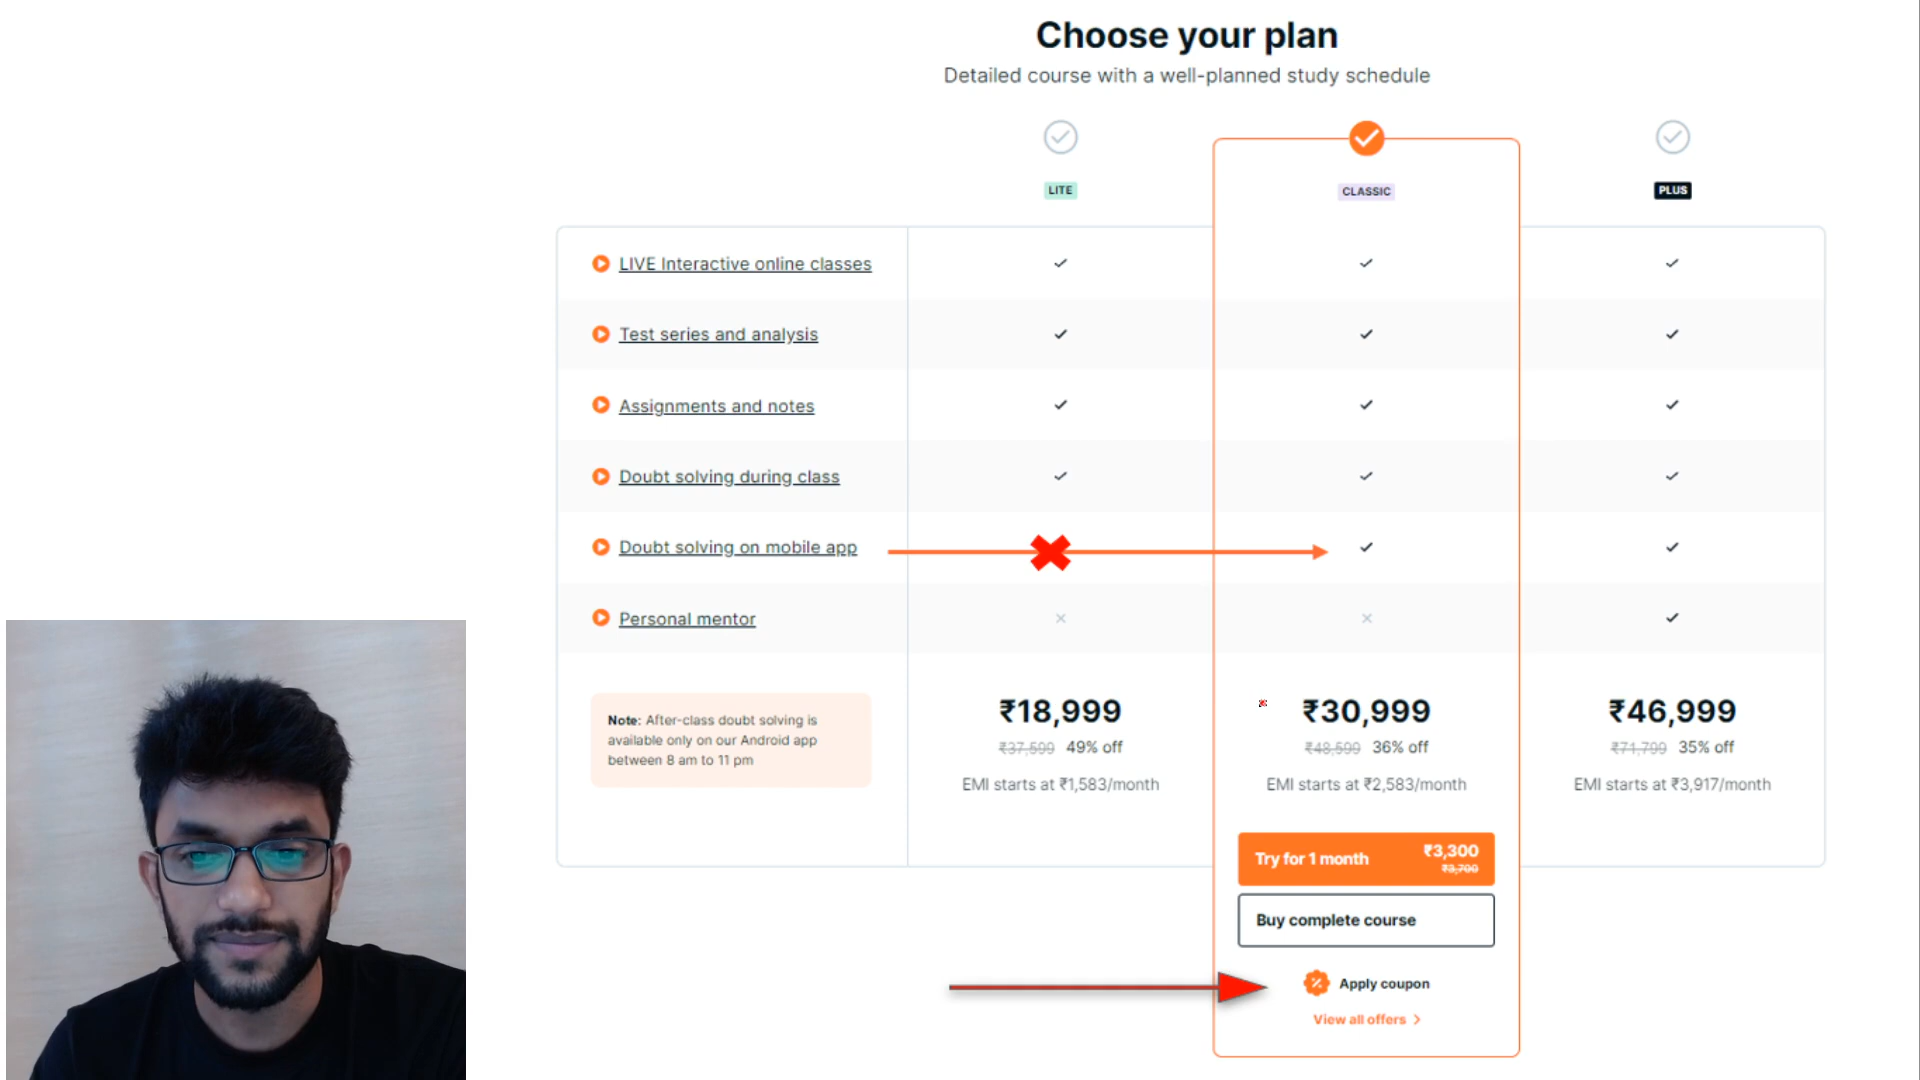 Choose your plan
Detailed course with a well-planned study schedule
LITE
CLASSIC
PLUS
LIVE Interactive online classes
Test series and analysis
Assignments and notes
Doubt solving during class
Doubt solving on mobile app
Personal mentor
Note: After-class doubt solving is
available only on our Android app
between 8 am to 11 pm
₹18,999
₹37,599 49% off
EMI starts at ₹1,583/month
₹30,999
₹48,599 36% off
EMI starts at ₹2,583/month
₹46,999
₹71,799 35% off
EMI starts at ₹3,917/month
Try for 1 month ₹3,300
₹3,700
Buy complete course
Apply coupon
View all offers